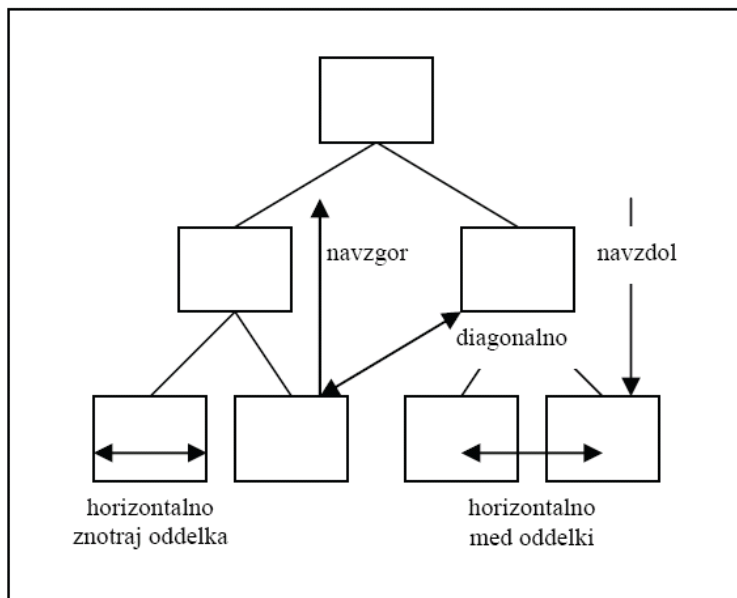 navzgor
navzdol
diagonalno
horizontalno
znotraj oddelka
horizontalno
med oddelki